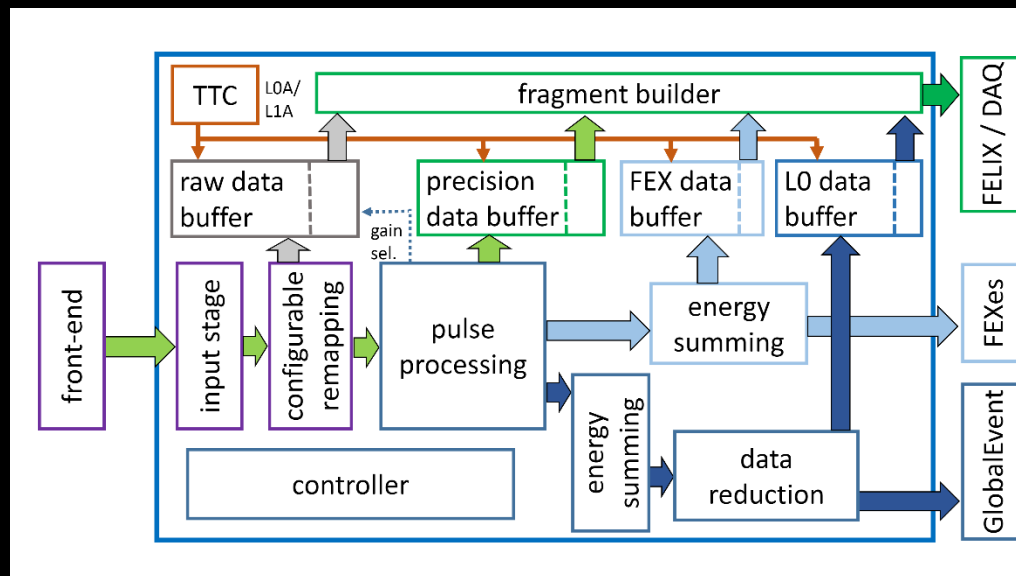 TTC
L0A/
L1A
fragment builder
FELIX / DAQ
raw data
buffer
precision
data buffer
FEX data
buffer
L0 data
buffer
gain
sel.
front-end
input stage
configurable
remapping
pulse
processing
energy
summing
FEXes
energy
summing
data
reduction
controller
GlobalEvent